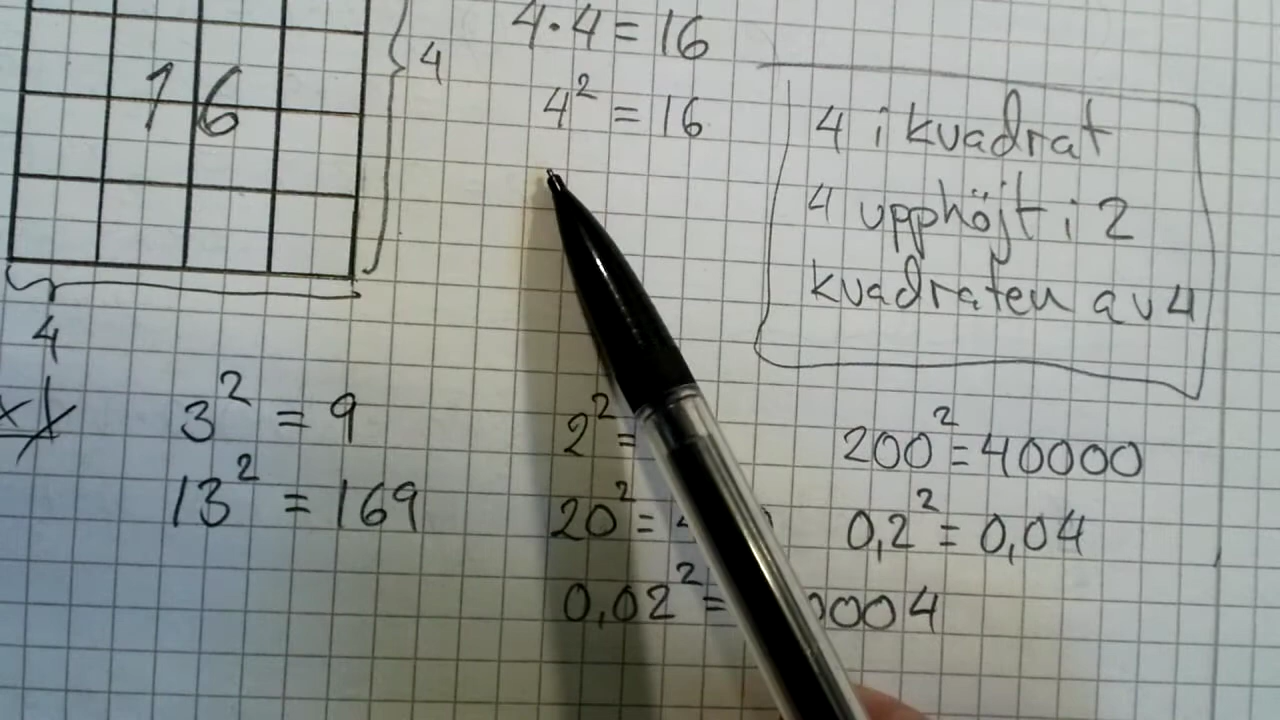 16
4
4
4·4=16
4² = 16
4 i kvadrat
4 upphöjt i 2
kvadraten av 4
3² = 9
13² = 169
2² =
20² =
0,02² = 0004
200² = 40000
0,2² = 0,04